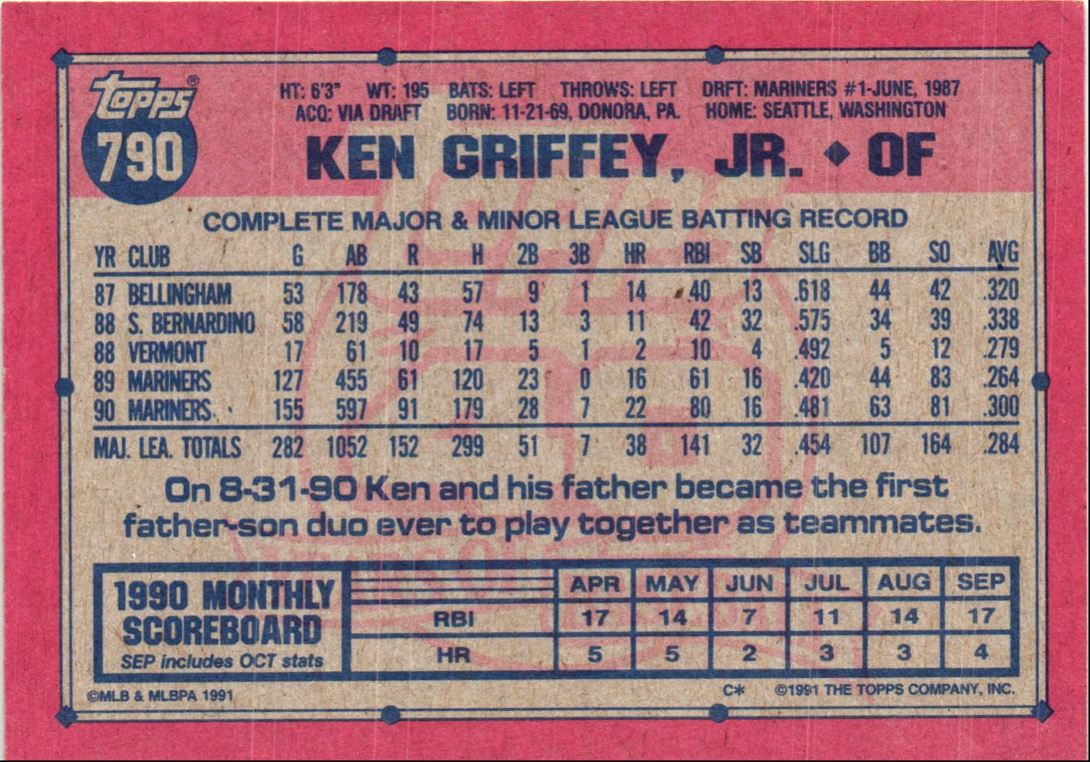 topps®
790
HT: 6'3" WT: 195 BATS: LEFT THROWS: LEFT DRFT: MARINERS #1-JUNE, 1987
ACQ: VIA DRAFT BORN: 11-21-69, DONORA, PA. HOME: SEATTLE, WASHINGTON
KEN GRIFFEY, JR. ◆ OF
COMPLETE MAJOR & MINOR LEAGUE BATTING RECORD
YR CLUB G AB R H 2B 3B HR RBI SB SLG BB SO AVG
87 BELLINGHAM 53 178 43 57 9 1 14 40 13 .618 44 42 .320
88 S. BERNARDINO 58 219 49 74 13 3 11 42 32 .575 34 39 .338
88 VERMONT 17 61 10 17 5 1 2 10 4 .492 5 12 .279
89 MARINERS 127 455 61 120 23 0 16 61 16 .420 44 83 .264
90 MARINERS 155 597 91 179 28 7 22 80 16 .481 63 81 .300
MAJ. LEA. TOTALS 282 1052 152 299 51 7 38 141 32 .454 107 164 .284
On 8-31-90 Ken and his father became the first
father-son duo ever to play together as teammates.
1990 MONTHLY
SCOREBOARD
SEP includes OCT stats
APR MAY JUN JUL AUG SEP
RBI 17 14 7 11 14 17
HR 5 5 2 3 3 4
©MLB & MLBPA 1991 C* ©1991 THE TOPPS COMPANY, INC.